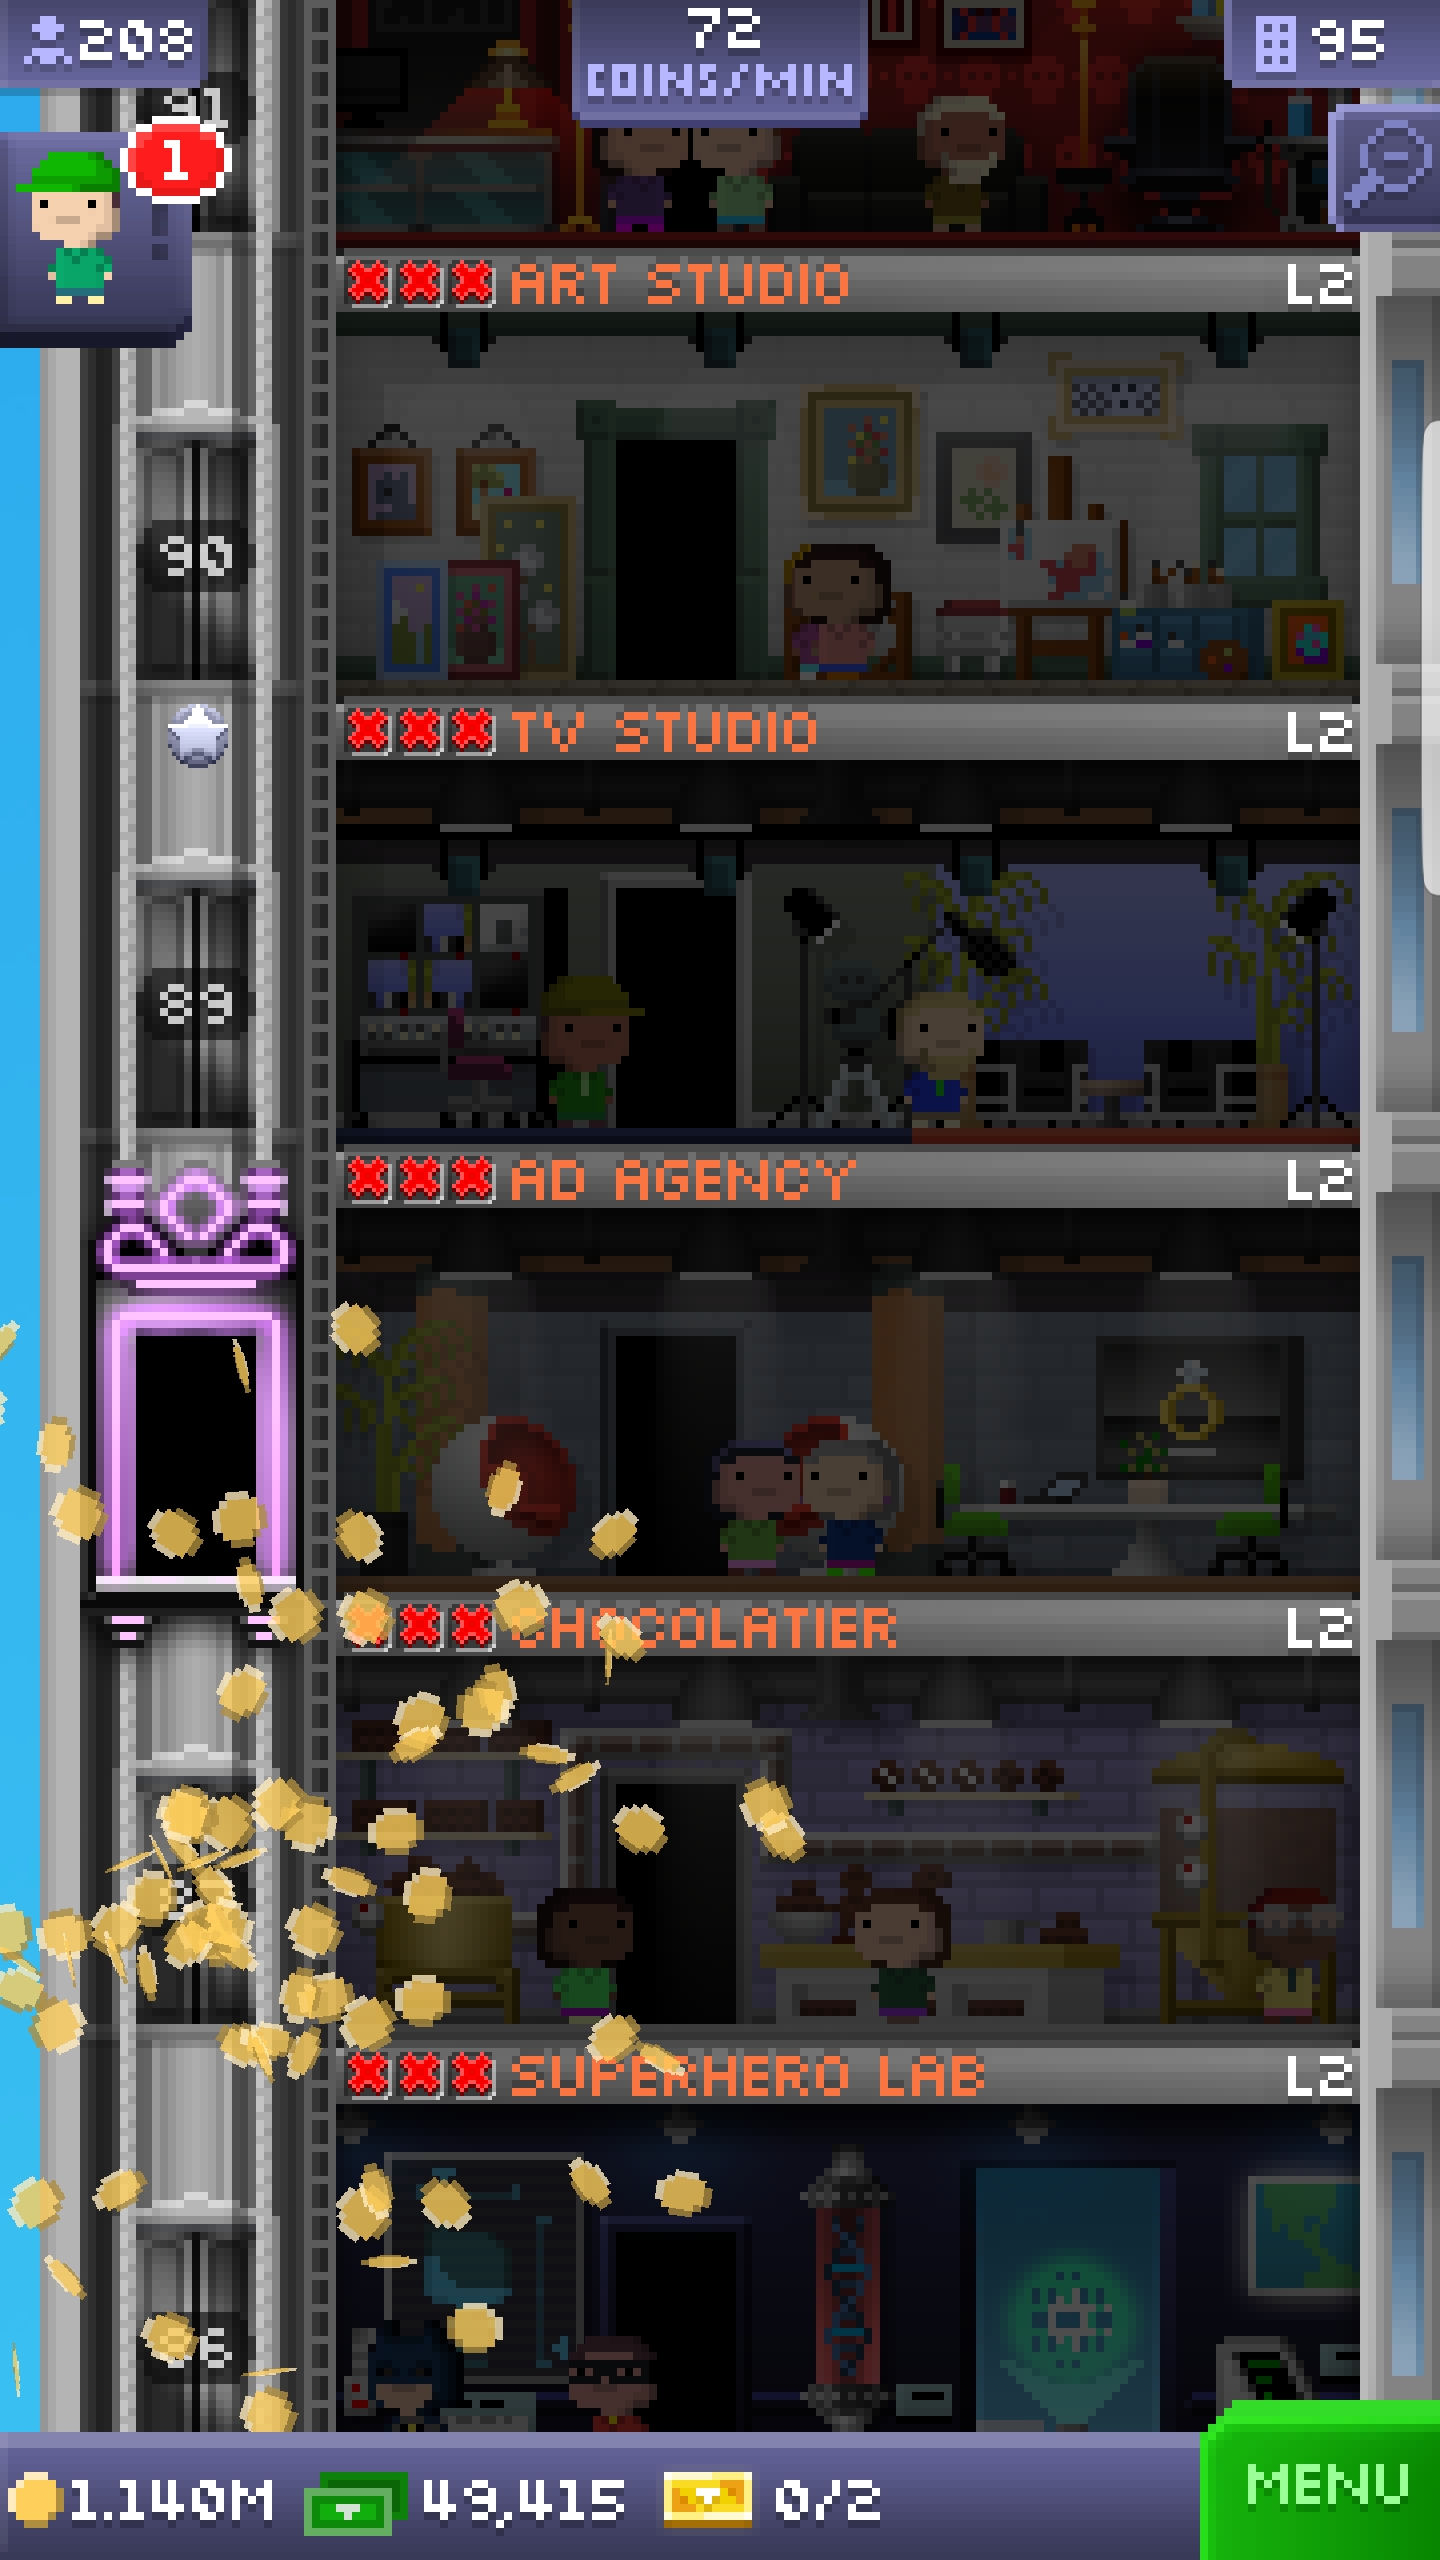 208
72
COINS/MIN
95
91
1
ART STUDIO L2
90
TV STUDIO L2
89
AD AGENCY L2
CHOCOLATIER L2
SUPERHERO LAB L2
1.140M 49,415 0/2
MENU